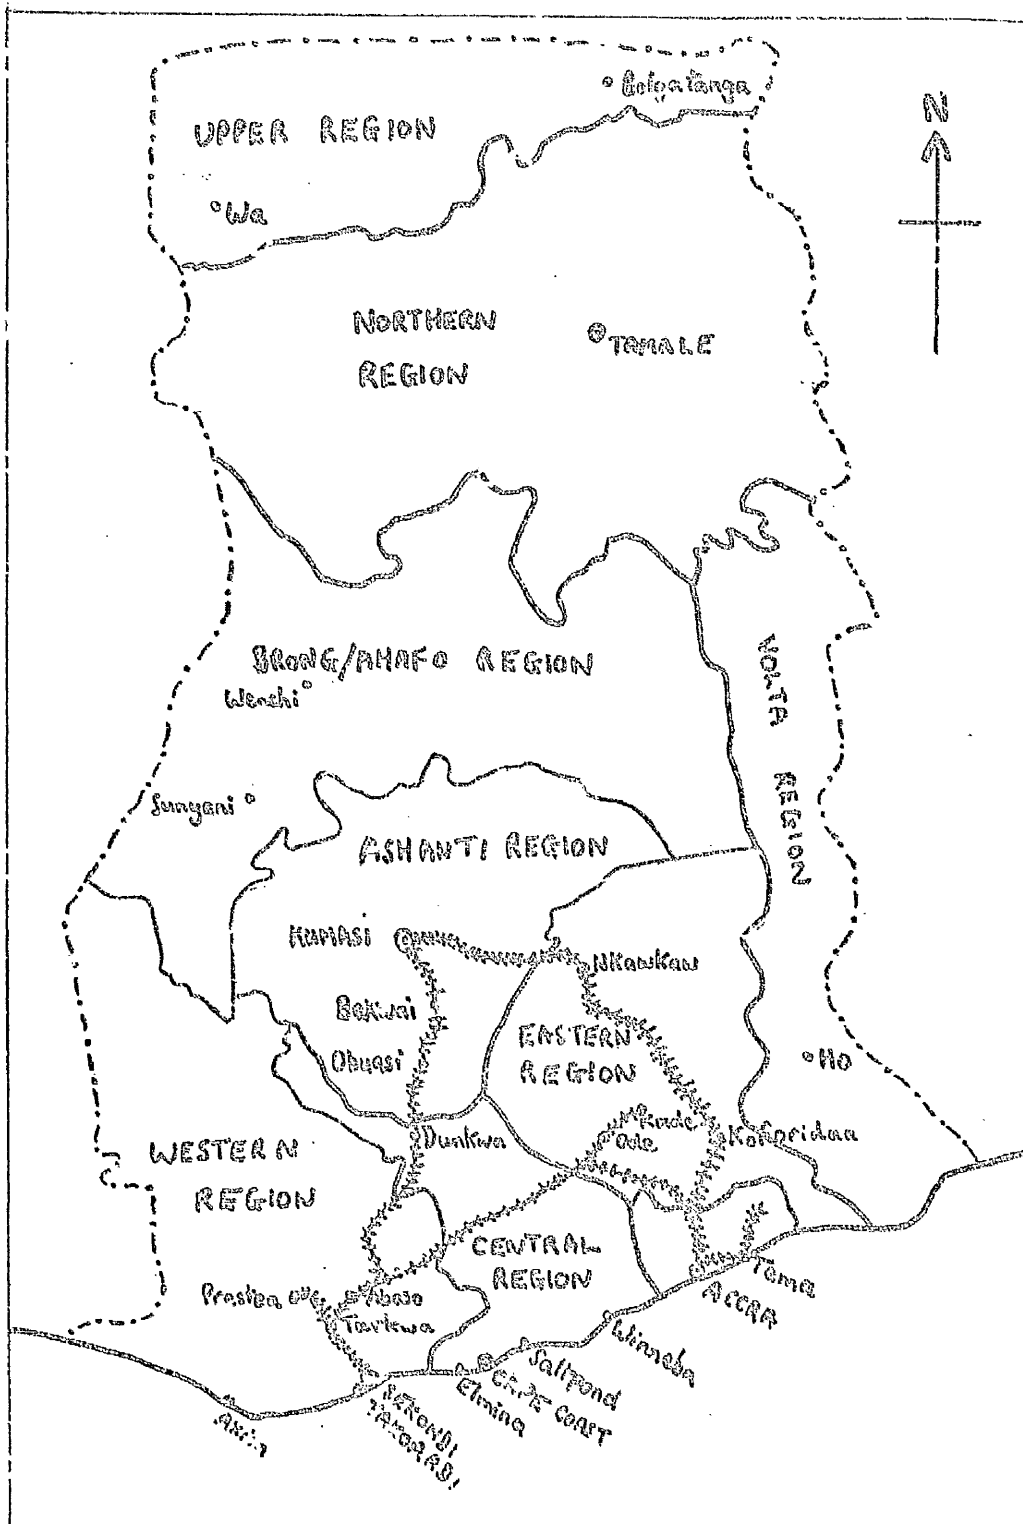 Bolgatanga
N
UPPER REGION
Wa
NORTHERN
REGION
TAMALE
BRONG/AHAFO REGION
Wenchi
VOLTA REGION
Sunyani
ASHANTI REGION
KUMASI
Nkawkaw
Bekwai
EASTERN
REGION
Obuasi
Ho
Kade
Oda
Koforidua
Dunkwa
WESTERN
REGION
CENTRAL
REGION
Tema
ACCRA
Prestea
Aboso
Tarkwa
Winneba
Saltpond
CAPE COAST
Elmina
SEKONDI
TAKORADI
Axim